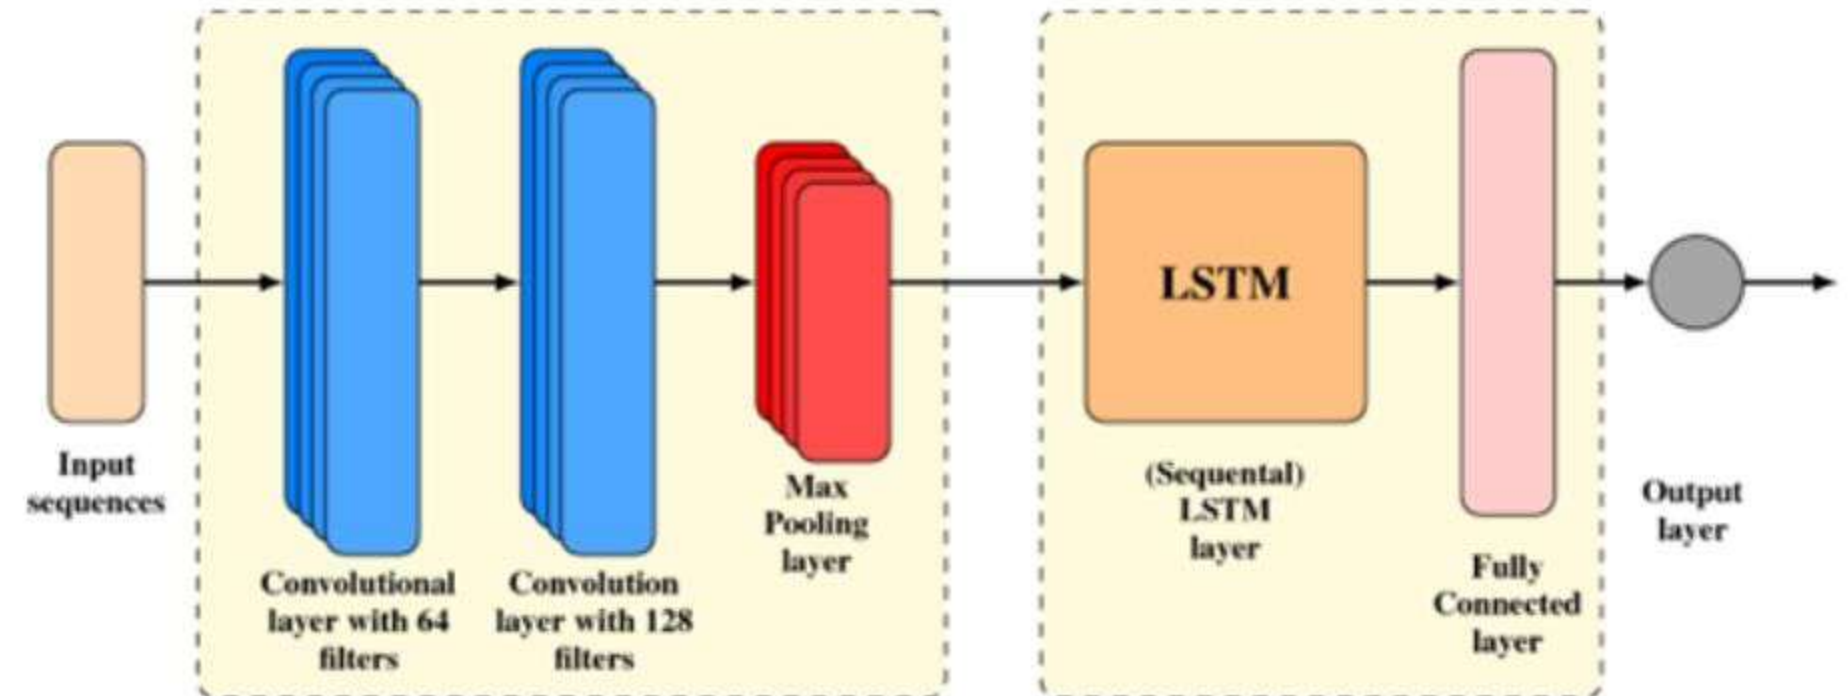 Input
sequences
Convolutional
layer with 64
filters
Convolution
layer with 128
filters
Max
Pooling
layer
LSTM
(Sequental)
LSTM
layer
Fully
Connected
layer
Output
layer